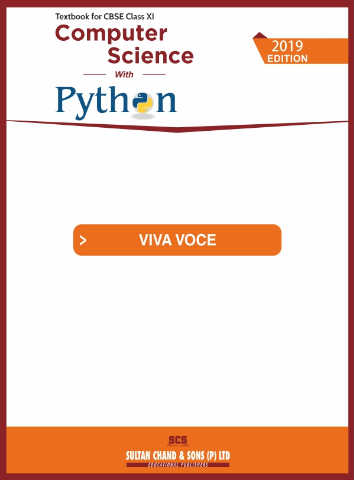 Textbook for CBSE Class XI
Computer
Science
With
Python
2019
EDITION
> VIVA VOCE
SCS
SULTAN CHAND & SONS (P) LTD
EDUCATIONAL PUBLISHERS